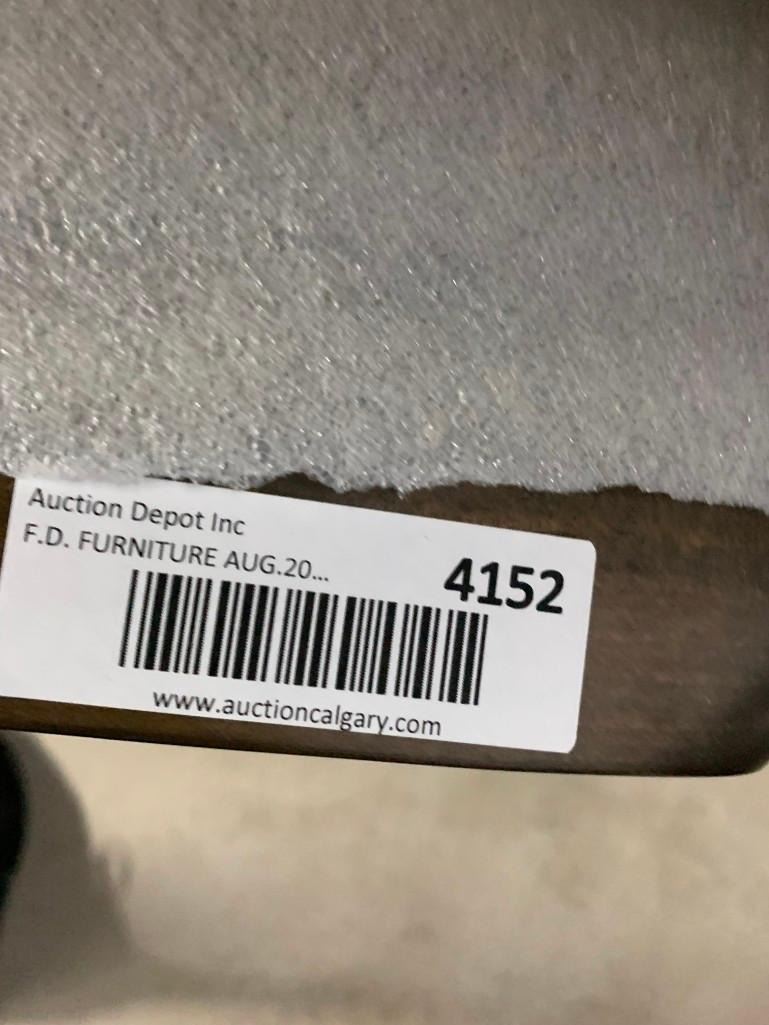 Auction Depot Inc
F.D. FURNITURE AUG.20...
4152
www.auctioncalgary.com